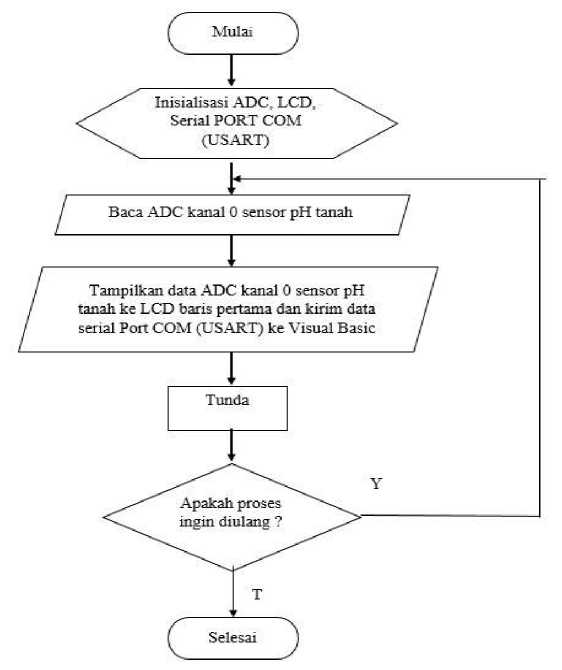 Mulai
Inisialisasi ADC, LCD,
Serial PORT COM
(USART)
Baca ADC kanal 0 sensor pH tanah
Tampilkan data ADC kanal 0 sensor pH
tanah ke LCD baris pertama dan kirim data
serial Port COM (USART) ke Visual Basic
Tunda
Y
Apakah proses
ingin diulang ?
T
Selesai